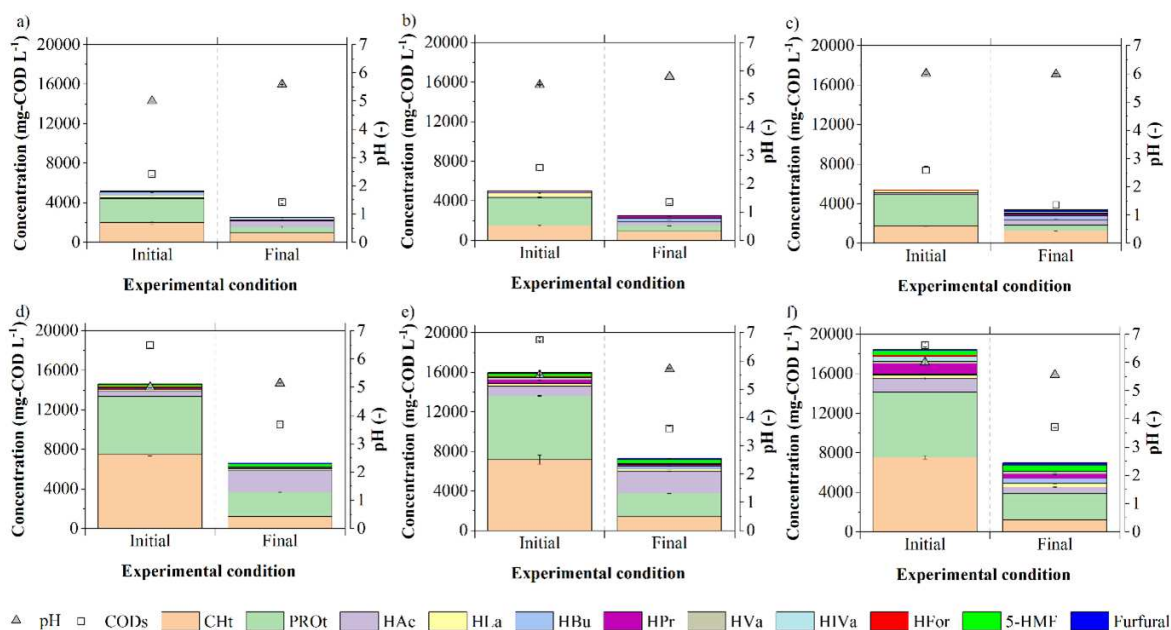 a)
20000
16000
12000
8000
4000
0
Concentration (mg-COD L⁻¹)
7
6
5
4
3
2
1
0
pH (-)
Initial Final
Experimental condition
b)
20000
16000
12000
8000
4000
0
Concentration (mg-COD L⁻¹)
7
6
5
4
3
2
1
0
pH (-)
Initial Final
Experimental condition
c)
20000
16000
12000
8000
4000
0
Concentration (mg-COD L⁻¹)
7
6
5
4
3
2
1
0
pH (-)
Initial Final
Experimental condition
d)
20000
16000
12000
8000
4000
0
Concentration (mg-COD L⁻¹)
7
6
5
4
3
2
1
0
pH (-)
Initial Final
Experimental condition
e)
20000
16000
12000
8000
4000
0
Concentration (mg-COD L⁻¹)
7
6
5
4
3
2
1
0
pH (-)
Initial Final
Experimental condition
f)
20000
16000
12000
8000
4000
0
Concentration (mg-COD L⁻¹)
7
6
5
4
3
2
1
0
pH (-)
Initial Final
Experimental condition
pH CODs CHt PROt HAc HLa HBu HPr HVa HIVa HFor 5-HMF Furfural